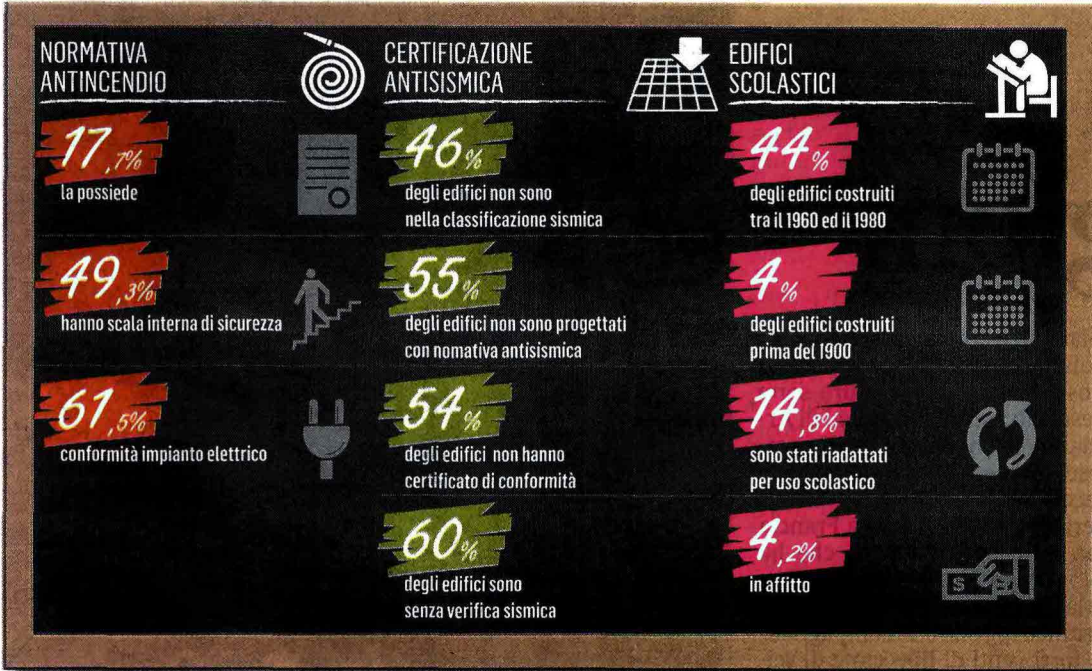 NORMATIVA
ANTINCENDIO
17,7%
la possiede
49,3%
hanno scala interna di sicurezza
61,5%
conformità impianto elettrico
CERTIFICAZIONE
ANTISISMICA
46%
degli edifici non sono
nella classificazione sismica
55%
degli edifici non sono progettati
con nomativa antisismica
54%
degli edifici non hanno
certificato di conformità
60%
degli edifici sono
senza verifica sismica
EDIFICI
SCOLASTICI
44%
degli edifici costruiti
tra il 1960 ed il 1980
4%
degli edifici costruiti
prima del 1900
14,8%
sono stati riadattati
per uso scolastico
4,2%
in affitto
S